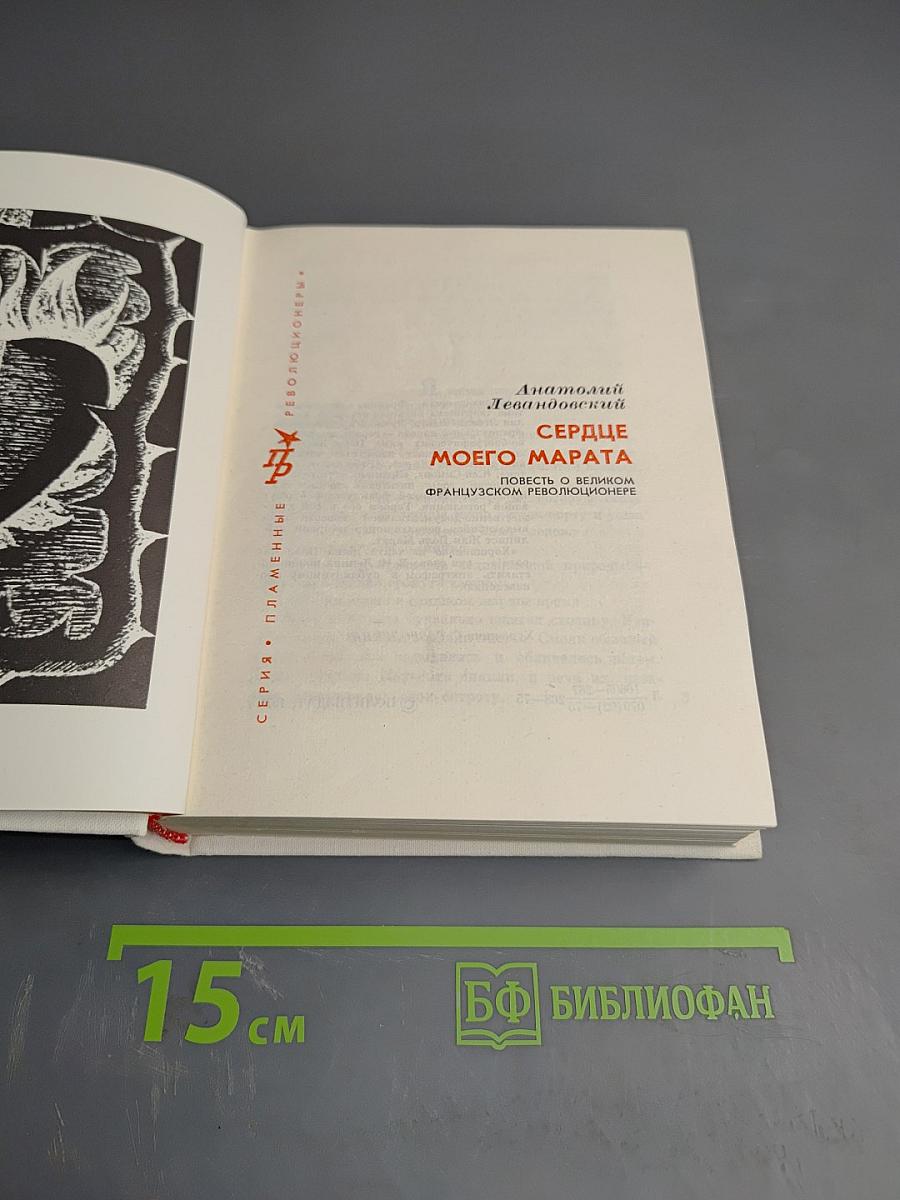 СЕРИЯ • ПЛАМЕННЫЕ
ПР
РЕВОЛЮЦИОНЕРЫ •
Анатолий
Левандовский
СЕРДЦЕ
МОЕГО МАРАТА
ПОВЕСТЬ О ВЕЛИКОМ
ФРАНЦУЗСКОМ РЕВОЛЮЦИОНЕРЕ
15 см
БФ БИБЛИОФАН